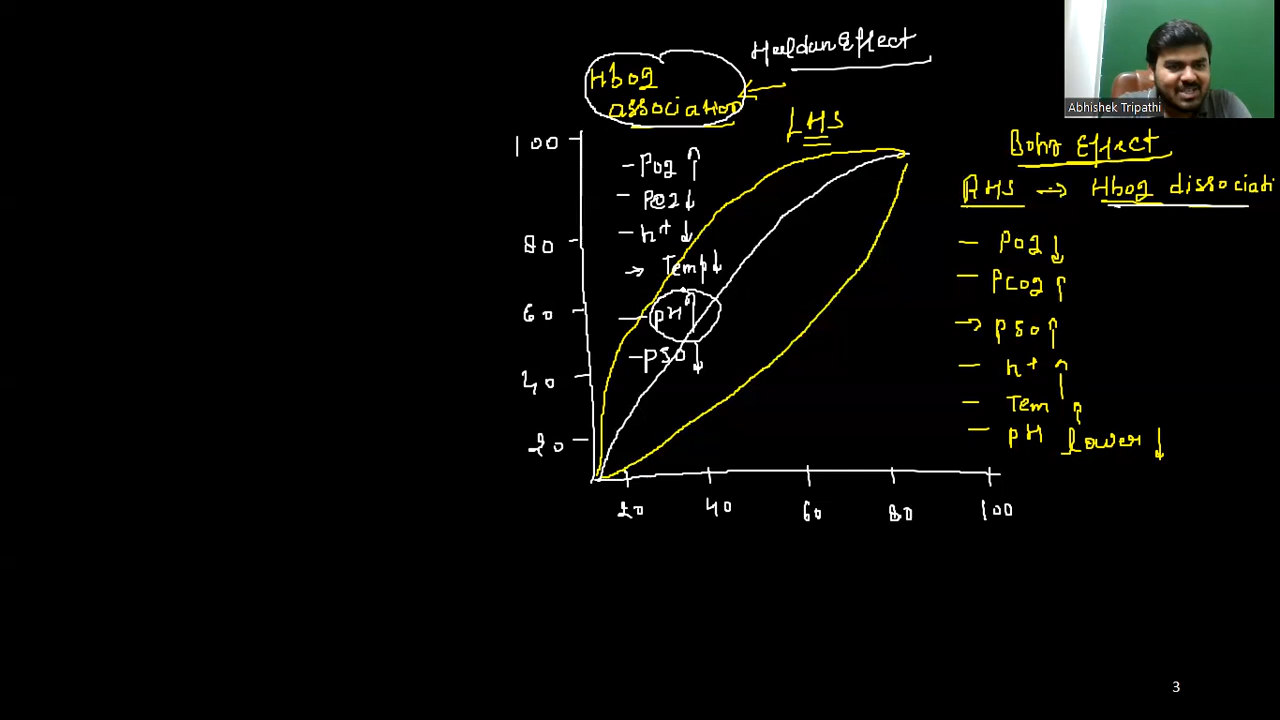 Haldan Effect
Hbo2
association
LHS
100
80
60
40
20
- Po2 ↑
- Pco2 ↓
- h+ ↓
→ Temp ↓
- pH ↑
- p50 ↓
20 40 60 80 100
Bohr Effect
RHS → Hbo2 dissociati
- Po2 ↓
- Pco2 ↑
→ p50 ↑
- h+ ↑
- Tem ↑
- pH lower ↓
Abhishek Tripathi
3